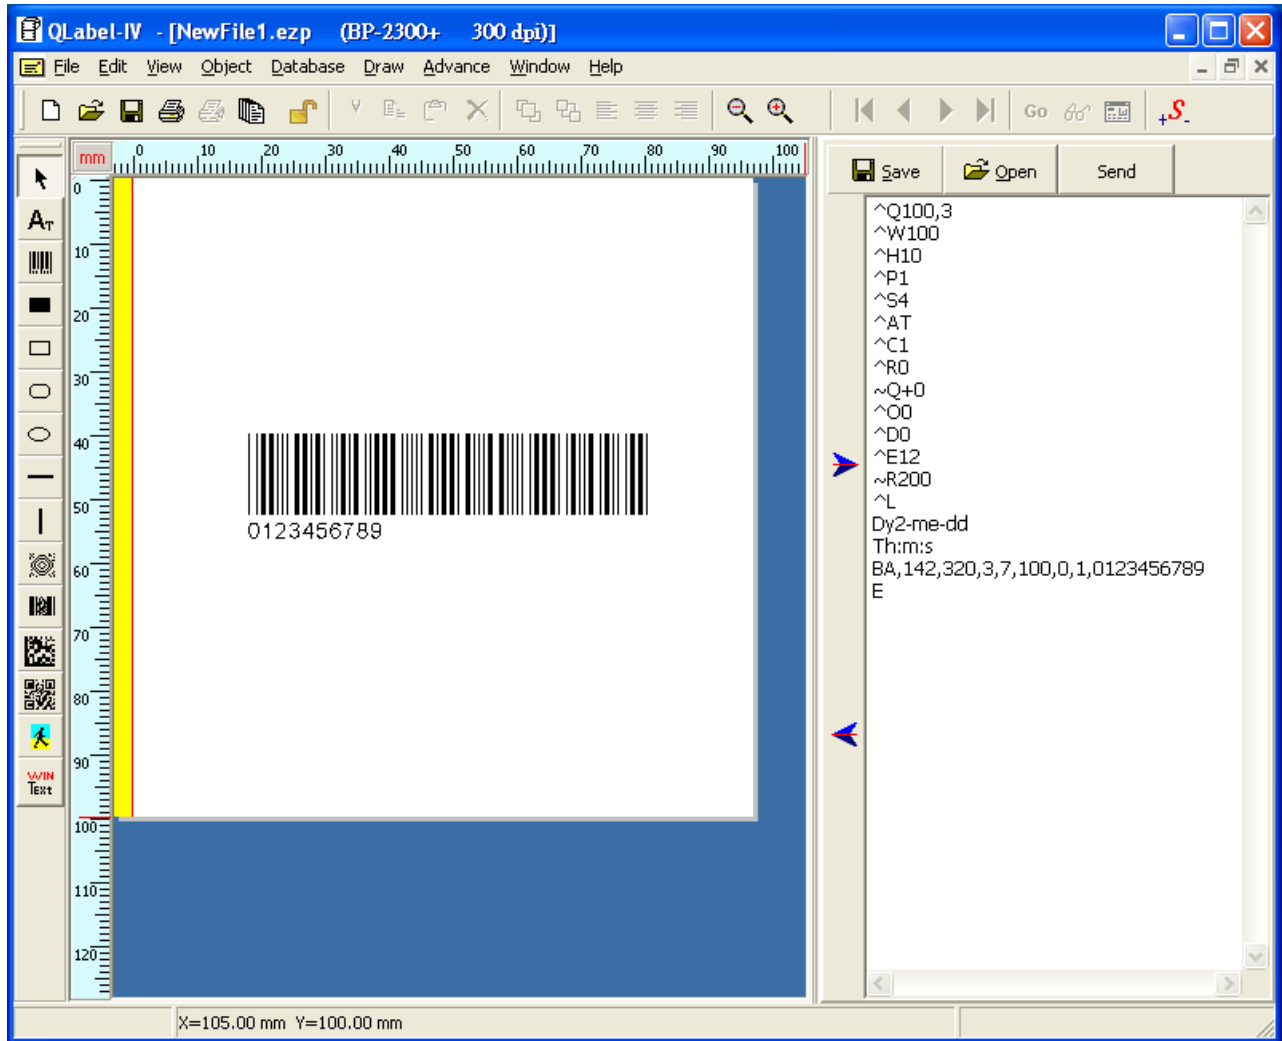 QLabel-IV - [NewFile1.ezp (BP-2300+ 300 dpi)]
File Edit View Object Database Draw Advance Window Help
Go +S-
mm 0 10 20 30 40 50 60 70 80 90 100
Save Open Send
0
10
20
30
40
50
60
70
80
90
100
110
120
AT
WIN
Text
0123456789
^Q100,3
^W100
^H10
^P1
^S4
^AT
^C1
^R0
~Q+0
^O0
^D0
^E12
~R200
^L
Dy2-me-dd
Th:m:s
BA,142,320,3,7,100,0,1,0123456789
E
X=105.00 mm Y=100.00 mm